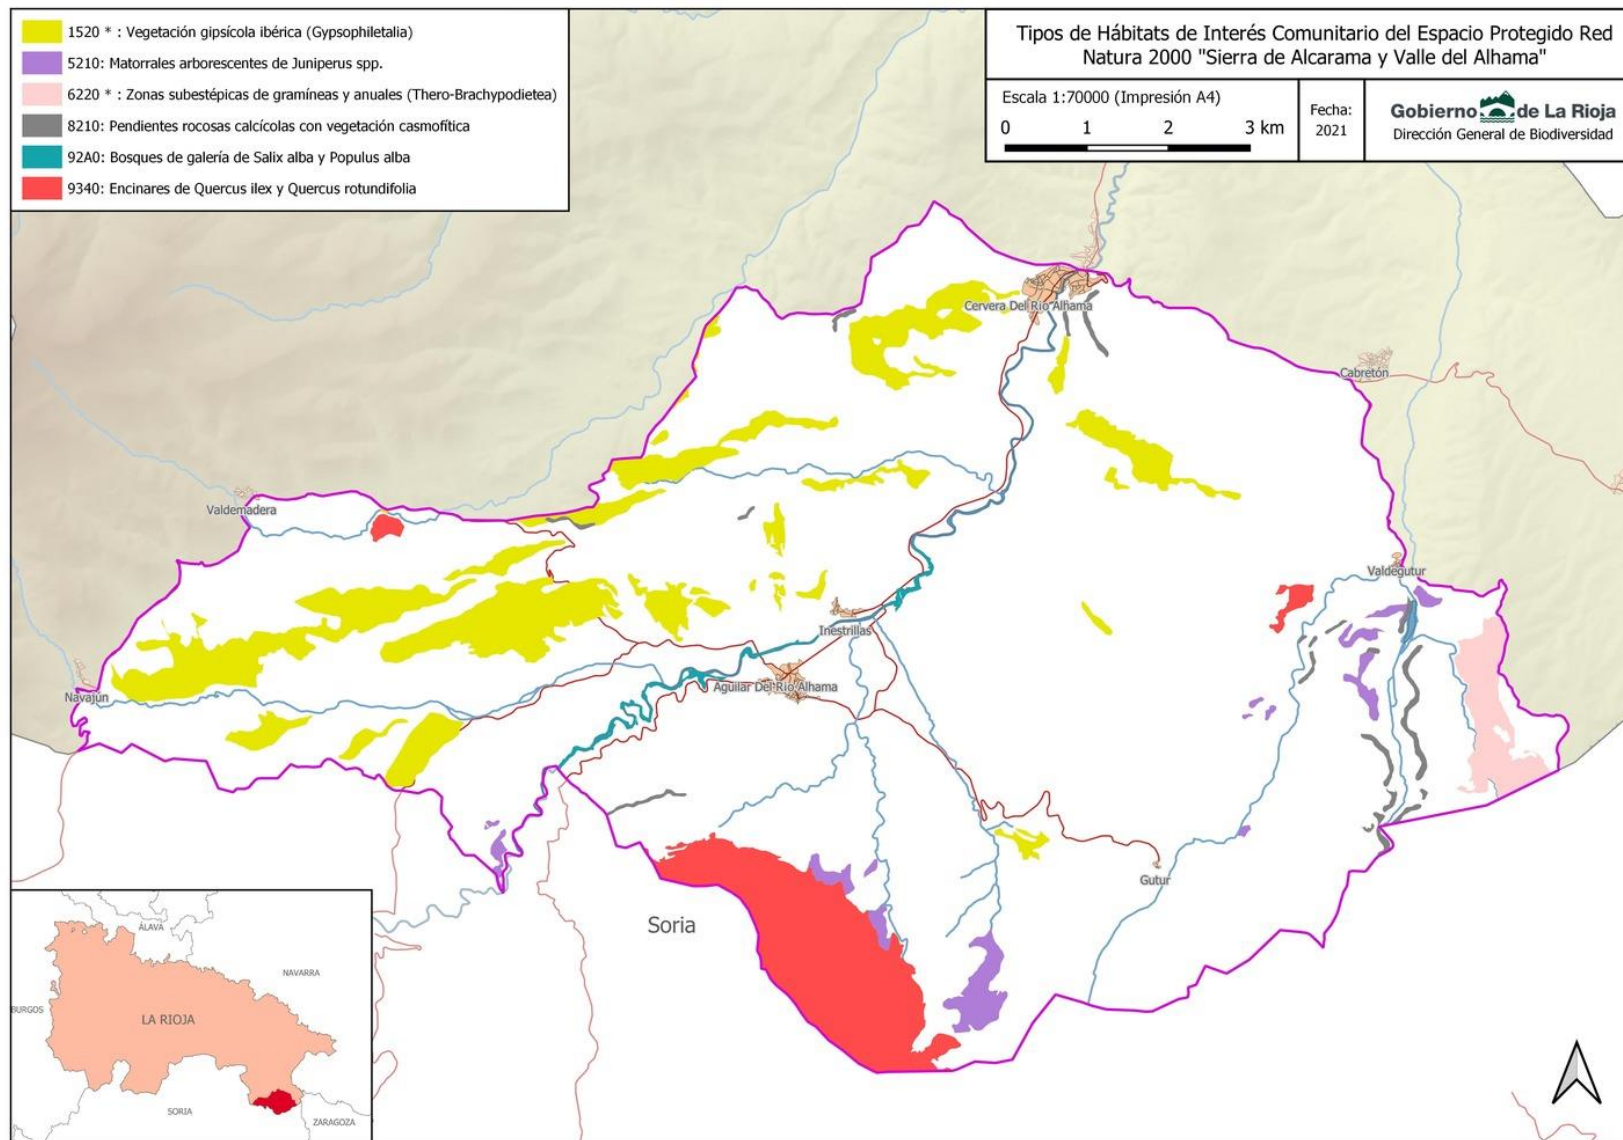 1520 * : Vegetación gipsícola ibérica (Gypsophiletalia)
5210: Matorrales arborescentes de Juniperus spp.
6220 * : Zonas subestépicas de gramíneas y anuales (Thero-Brachypodietea)
8210: Pendientes rocosas calcícolas con vegetación casmofítica
92A0: Bosques de galería de Salix alba y Populus alba
9340: Encinares de Quercus ilex y Quercus rotundifolia
Tipos de Hábitats de Interés Comunitario del Espacio Protegido Red
Natura 2000 "Sierra de Alcarama y Valle del Alhama"
Escala 1:70000 (Impresión A4)
0 1 2 3 km
Fecha:
2021
Gobierno de La Rioja
Dirección General de Biodiversidad
Cervera Del Río Alhama
Cabretón
Valdemadera
Valdegutur
Inestrillas
Navajún
Aguilar Del Río Alhama
Gutur
Soria
ÁLAVA
NAVARRA
BURGOS
LA RIOJA
SORIA
ZARAGOZA